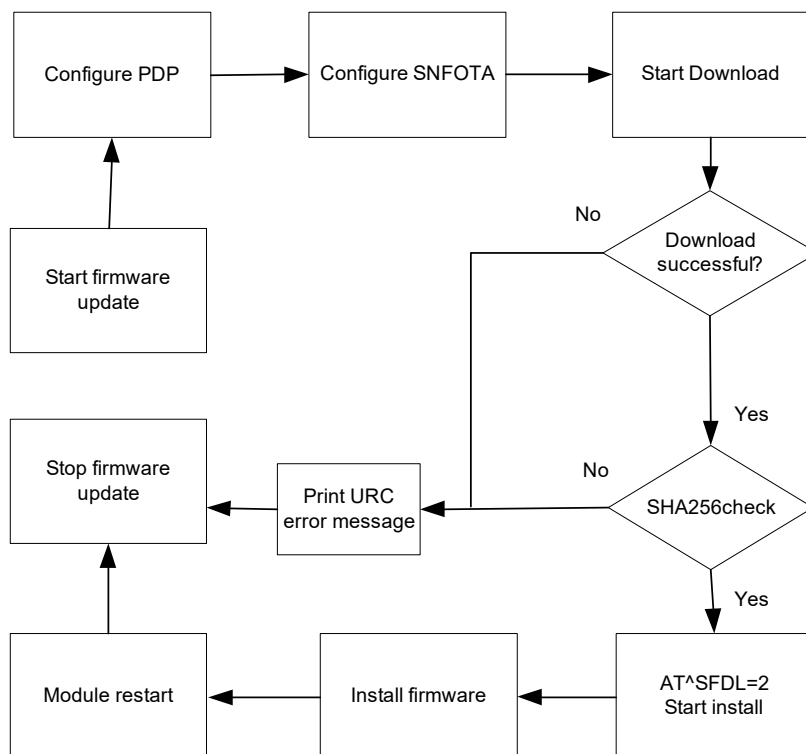 Configure PDP
Configure SNFOTA
Start Download
No
Download
successful?
Start firmware
update
Yes
Stop firmware
update
No
Print URC
error message
SHA256check
Yes
Module restart
Install firmware
AT^SFDL=2
Start install